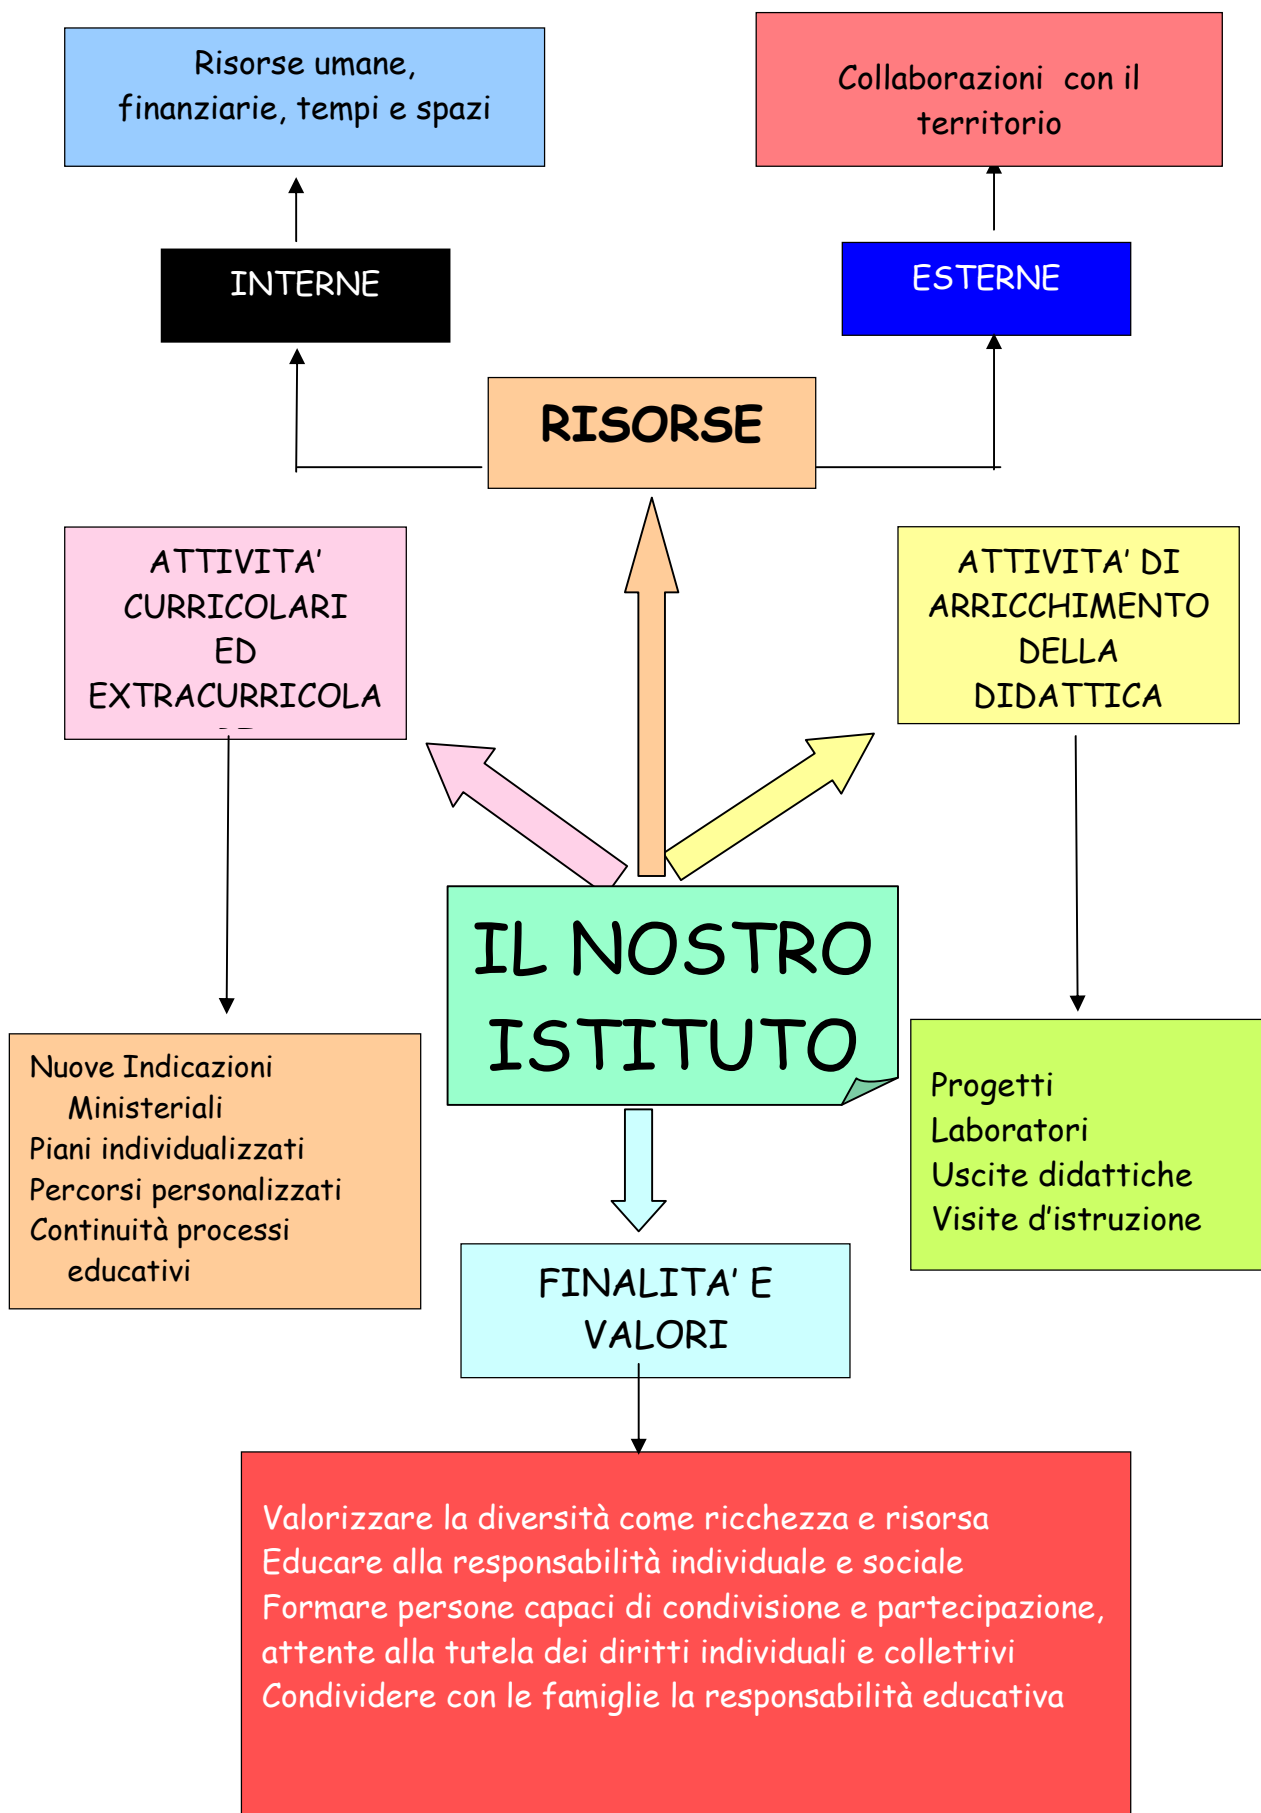 Risorse umane,
finanziarie, tempi e spazi
Collaborazioni con il
territorio
INTERNE
ESTERNE
RISORSE
ATTIVITA'
CURRICOLARI
ED
EXTRACURRICOLA
ATTIVITA' DI
ARRICCHIMENTO
DELLA
DIDATTICA
IL NOSTRO
ISTITUTO
Nuove Indicazioni
Ministeriali
Piani individualizzati
Percorsi personalizzati
Continuità processi
educativi
Progetti
Laboratori
Uscite didattiche
Visite d'istruzione
FINALITA' E
VALORI
Valorizzare la diversità come ricchezza e risorsa
Educare alla responsabilità individuale e sociale
Formare persone capaci di condivisione e partecipazione,
attente alla tutela dei diritti individuali e collettivi
Condividere con le famiglie la responsabilità educativa